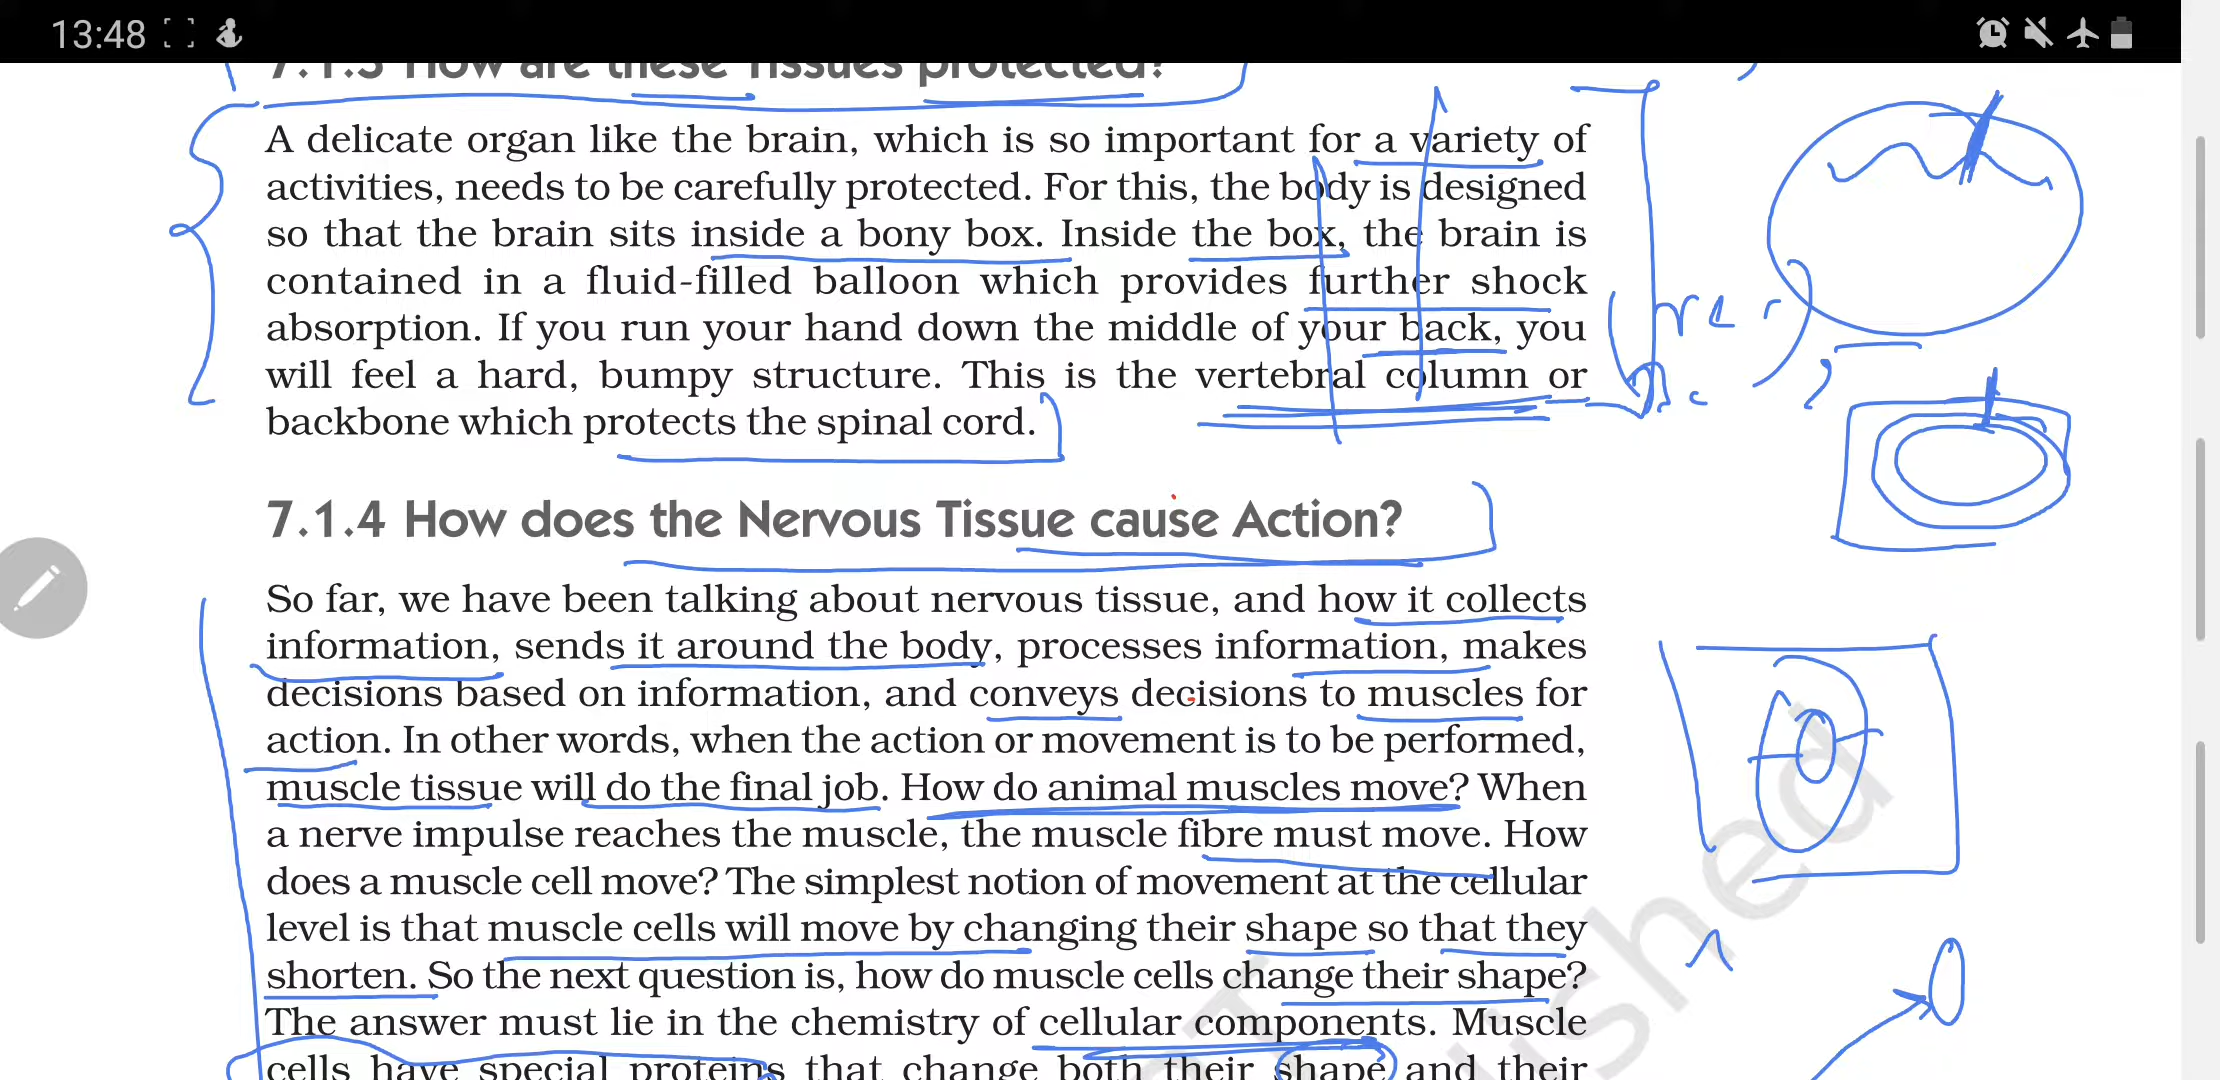 13:48
7.1.3 How are these Tissues protected?
A delicate organ like the brain, which is so important for a variety of
activities, needs to be carefully protected. For this, the body is designed
so that the brain sits inside a bony box. Inside the box, the brain is
contained in a fluid-filled balloon which provides further shock
absorption. If you run your hand down the middle of your back, you
will feel a hard, bumpy structure. This is the vertebral column or
backbone which protects the spinal cord.
7.1.4 How does the Nervous Tissue cause Action?
So far, we have been talking about nervous tissue, and how it collects
information, sends it around the body, processes information, makes
decisions based on information, and conveys decisions to muscles for
action. In other words, when the action or movement is to be performed,
muscle tissue will do the final job. How do animal muscles move? When
a nerve impulse reaches the muscle, the muscle fibre must move. How
does a muscle cell move? The simplest notion of movement at the cellular
level is that muscle cells will move by changing their shape so that they
shorten. So the next question is, how do muscle cells change their shape?
The answer must lie in the chemistry of cellular components. Muscle
cells have special proteins that change both their shape and their